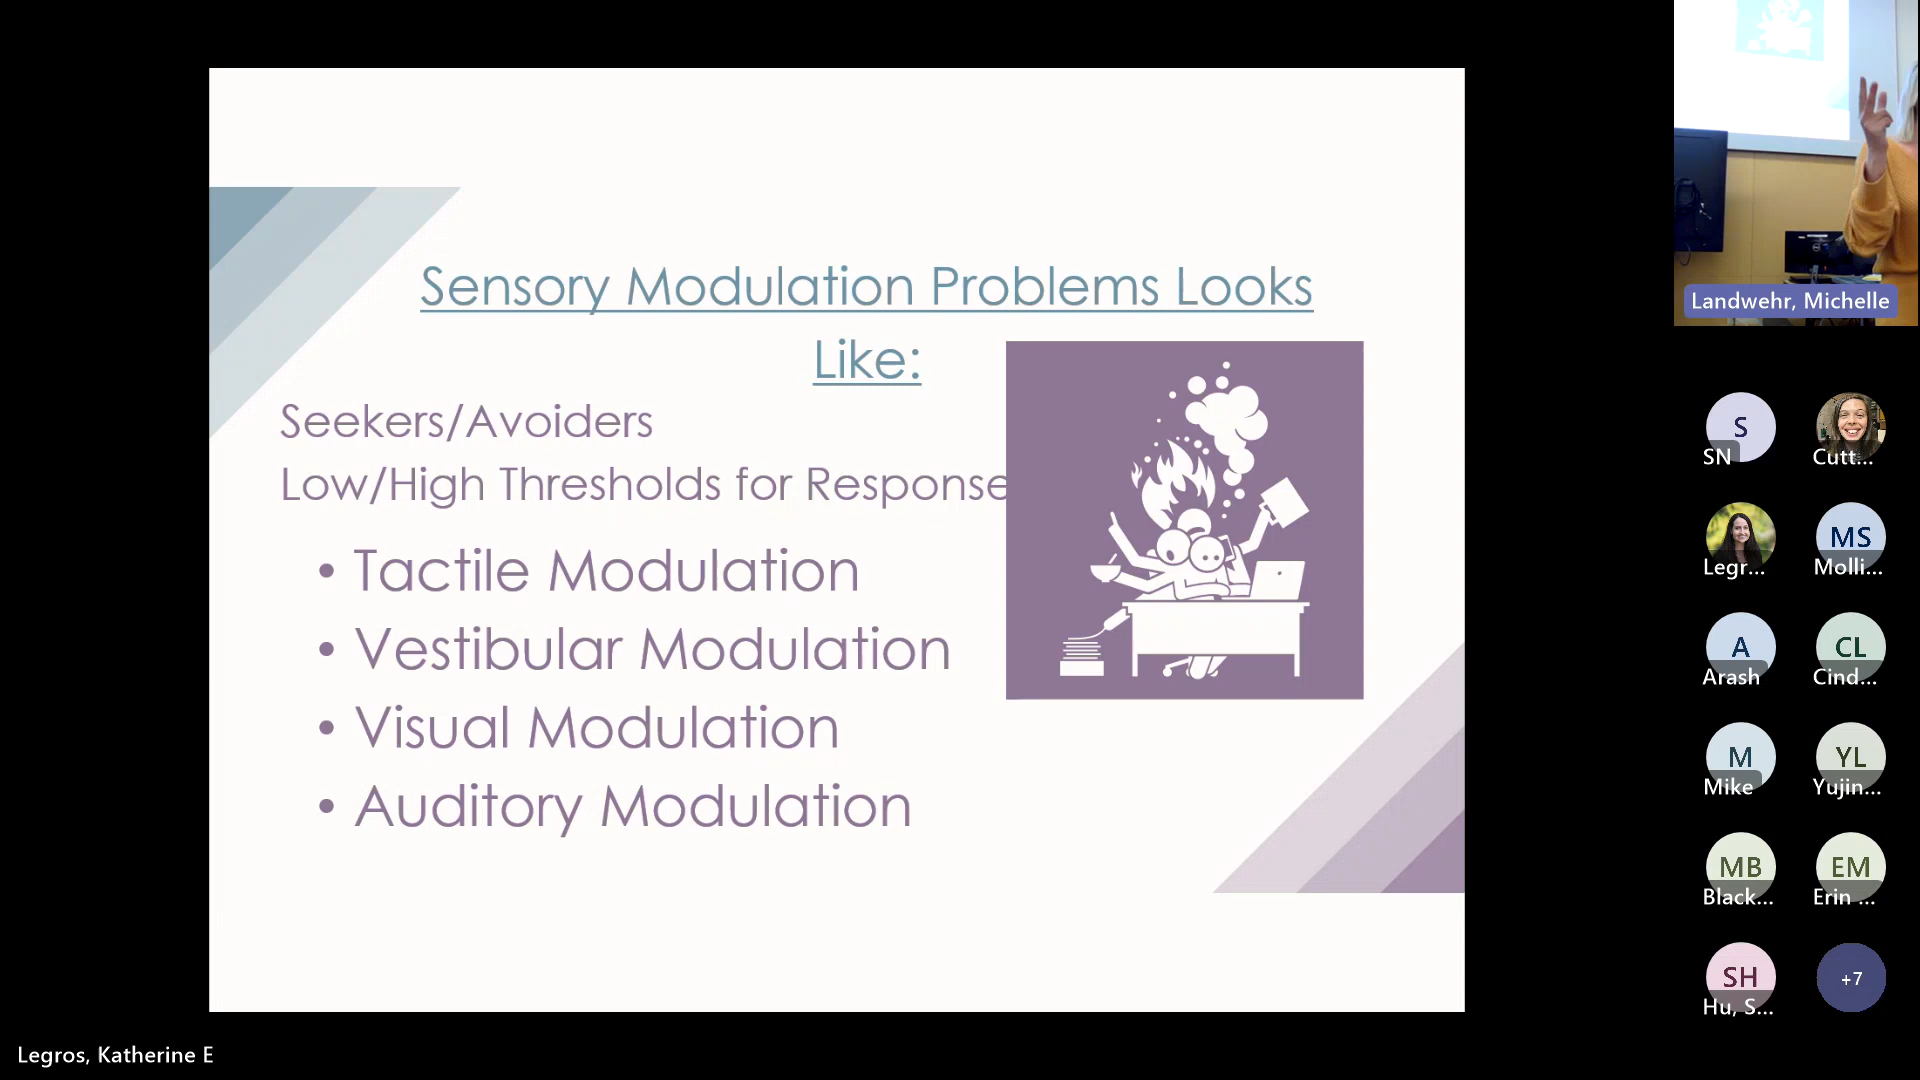 Sensory Modulation Problems Looks
Like:
Seekers/Avoiders
Low/High Thresholds for Response
• Tactile Modulation
• Vestibular Modulation
• Visual Modulation
• Auditory Modulation
Landwehr, Michelle
S
SN
Cutt...
Legr...
MS
Molli...
A
Arash
CL
Cind...
M
Mike
YL
Yujin...
MB
Black...
EM
Erin ...
SH
Hu, S...
+7
Legros, Katherine E